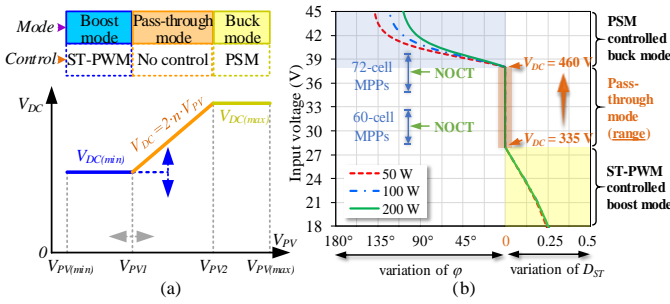 Mode
Boost mode
Pass-through mode
Buck mode
Control
ST-PWM
No control
PSM
V_DC
V_DC(min)
V_DC=2·n·V_PV
V_DC(max)
0
V_PV
V_PV(min)
V_PV1
V_PV2
V_PV(max)
(a)
Input voltage (V)
45
42
39
36
33
30
27
24
21
18
72-cell
MPPs
NOCT
60-cell
MPPs
NOCT
50 W
100 W
200 W
V_DC = 460 V
V_DC = 335 V
PSM
controlled
buck mode
Pass-
through
mode
(range)
ST-PWM
controlled
boost mode
180°
135°
90°
45°
0
0.25
0.5
variation of φ
variation of D_ST
(b)